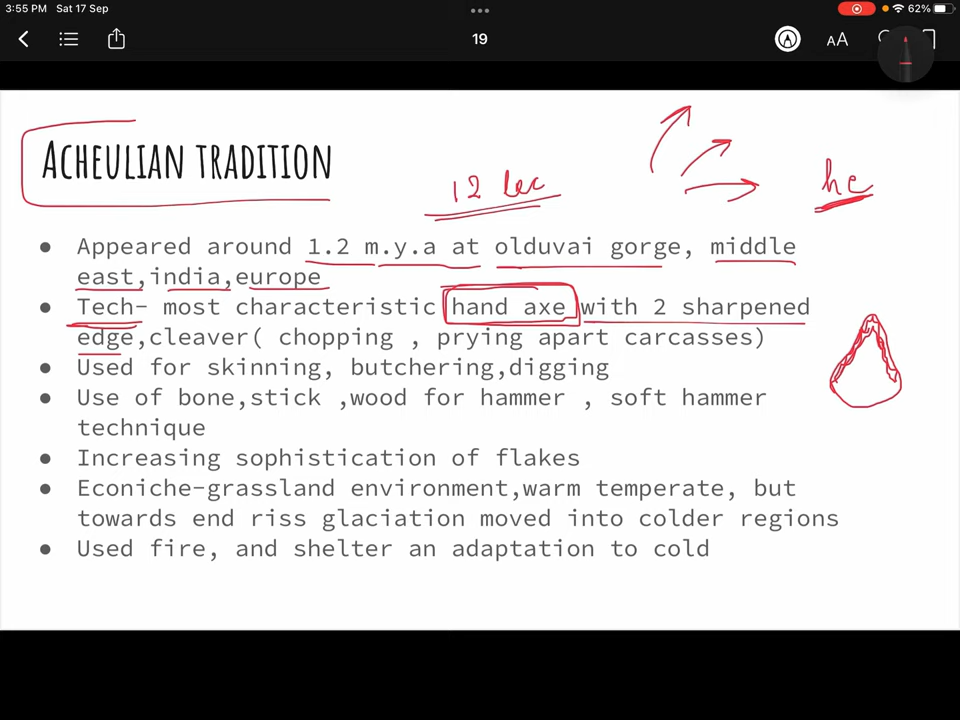 3:55 PM Sat 17 Sep
62%
19
AA
ACHEULIAN TRADITION
12 lac
he
● Appeared around 1.2 m.y.a at olduvai gorge, middle
east,india,europe
● Tech- most characteristic hand axe with 2 sharpened
edge,cleaver( chopping , prying apart carcasses)
● Used for skinning, butchering,digging
● Use of bone,stick ,wood for hammer , soft hammer
technique
● Increasing sophistication of flakes
● Econiche-grassland environment,warm temperate, but
towards end riss glaciation moved into colder regions
● Used fire, and shelter an adaptation to cold